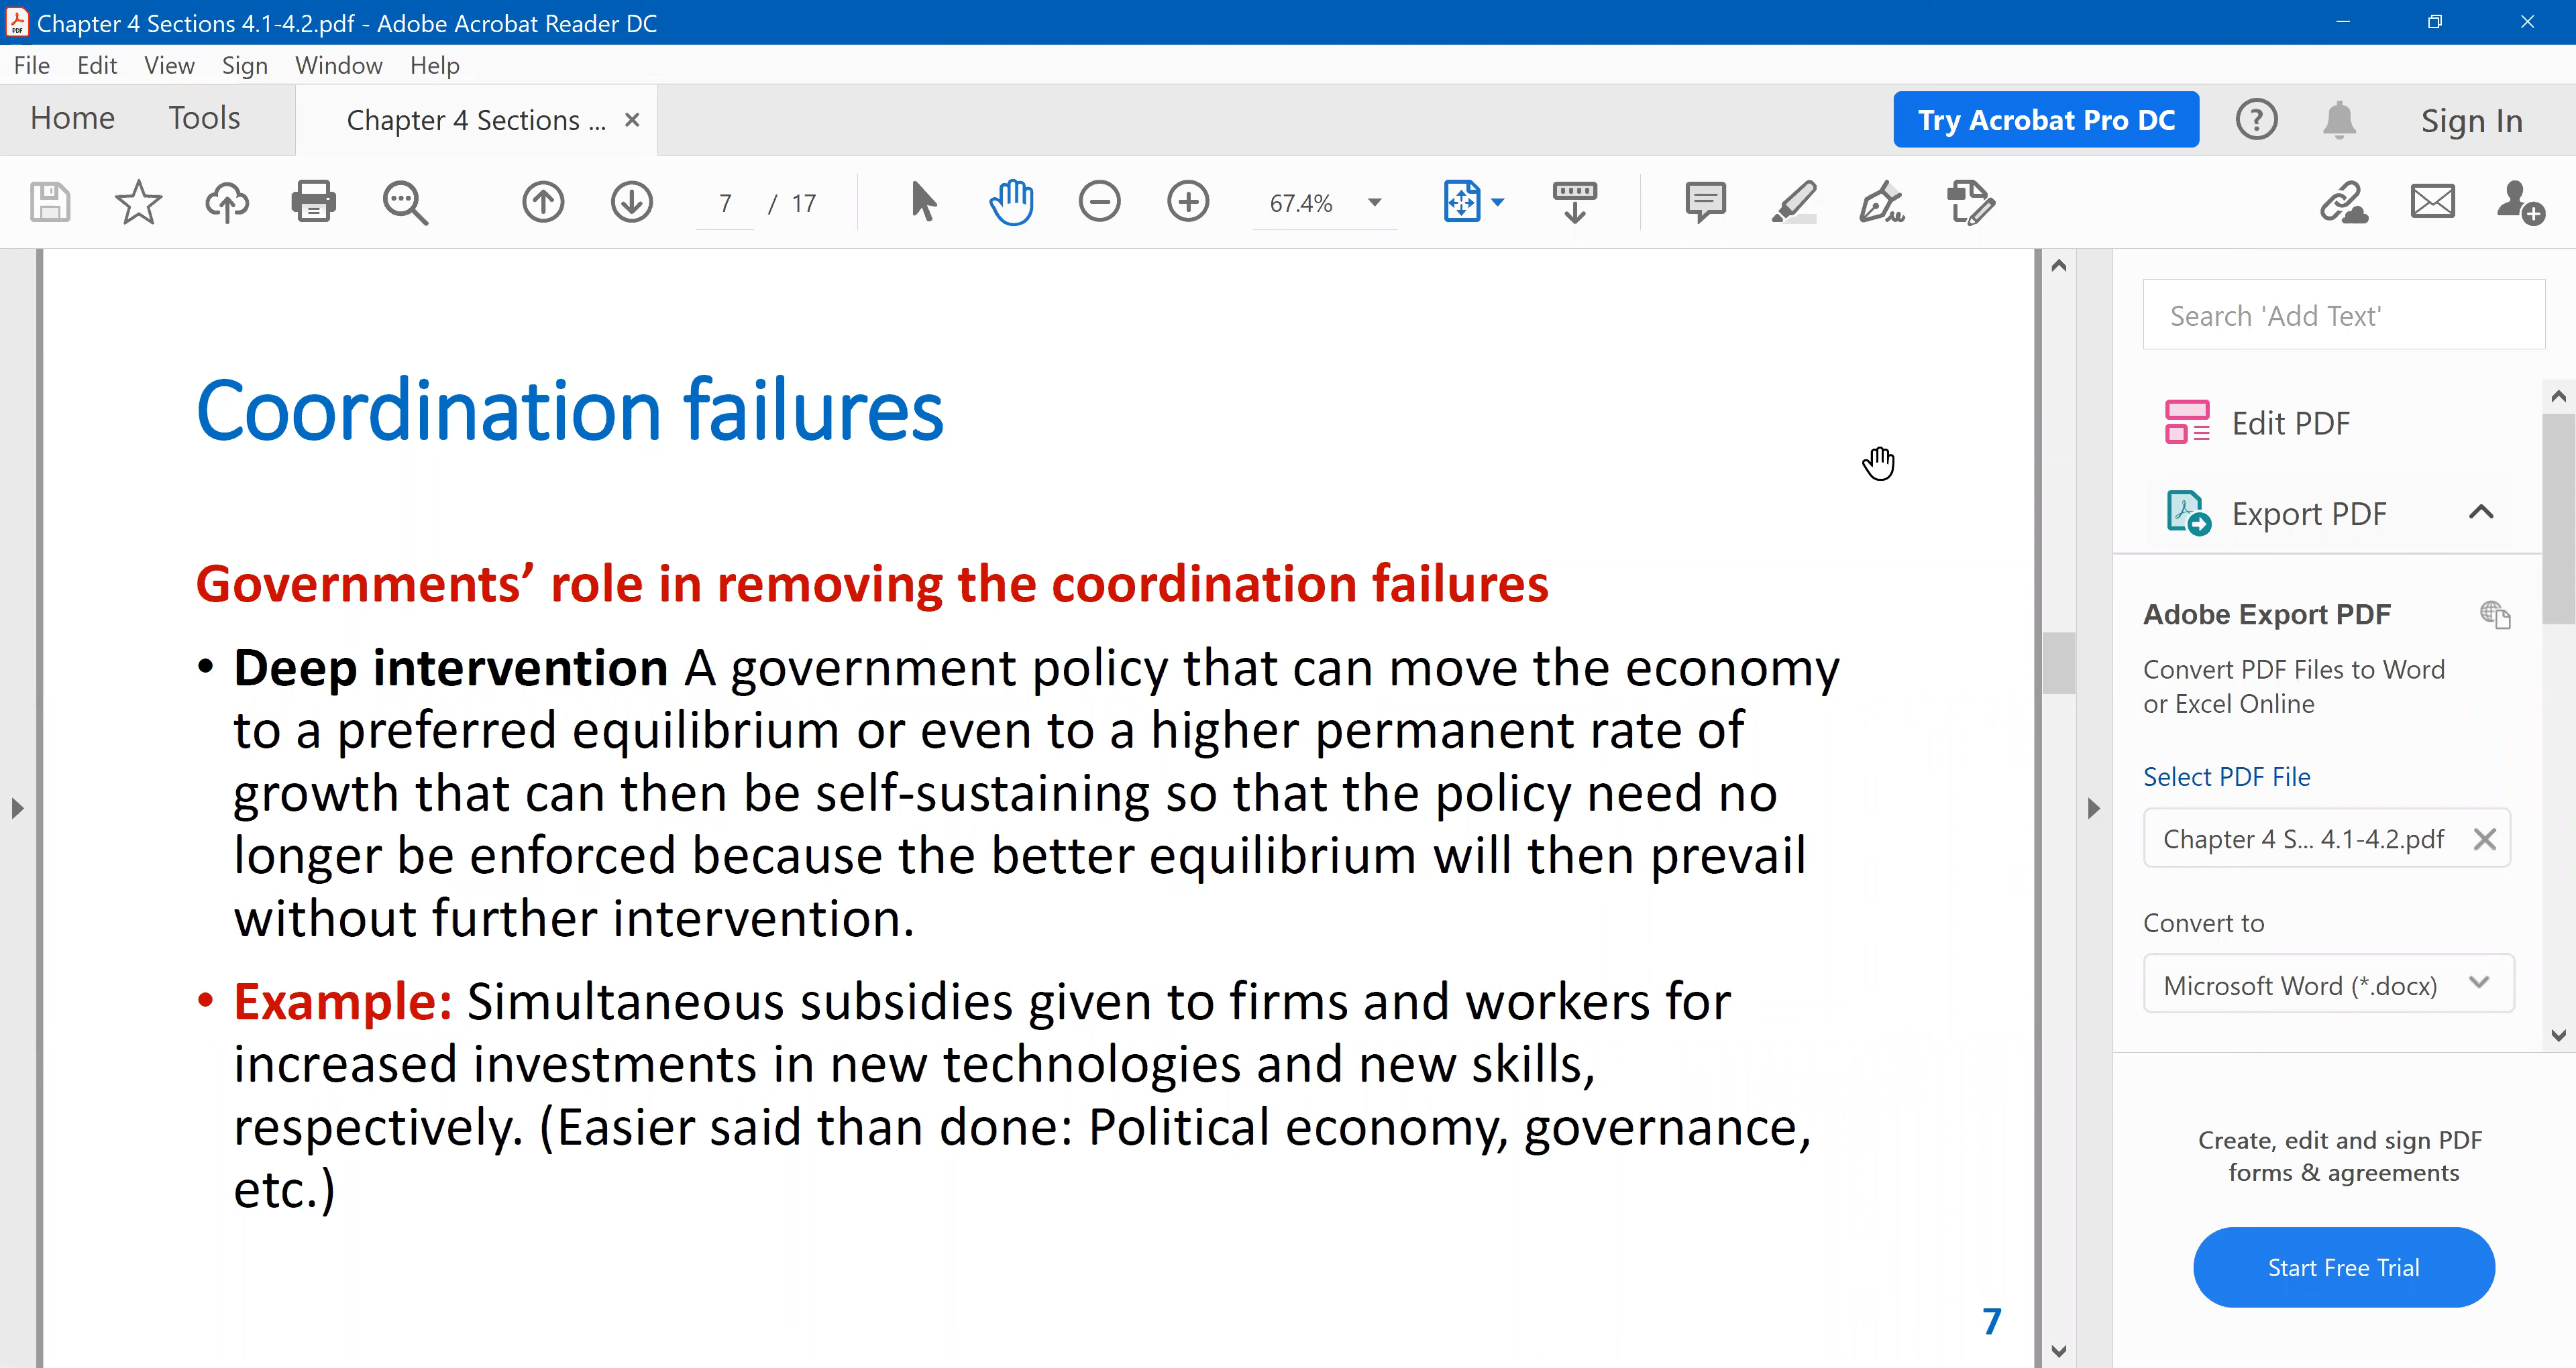 Chapter 4 Sections 4.1-4.2.pdf - Adobe Acrobat Reader DC
File Edit View Sign Window Help
Home Tools Chapter 4 Sections ... Try Acrobat Pro DC Sign In
7 / 17 67.4%
Coordination failures
Governments’ role in removing the coordination failures
• Deep intervention A government policy that can move the economy
to a preferred equilibrium or even to a higher permanent rate of
growth that can then be self-sustaining so that the policy need no
longer be enforced because the better equilibrium will then prevail
without further intervention.
• Example: Simultaneous subsidies given to firms and workers for
increased investments in new technologies and new skills,
respectively. (Easier said than done: Political economy, governance,
etc.)
7
Search 'Add Text'
Edit PDF
Export PDF
Adobe Export PDF
Convert PDF Files to Word
or Excel Online
Select PDF File
Chapter 4 S... 4.1-4.2.pdf
Convert to
Microsoft Word (*.docx)
Create, edit and sign PDF
forms & agreements
Start Free Trial